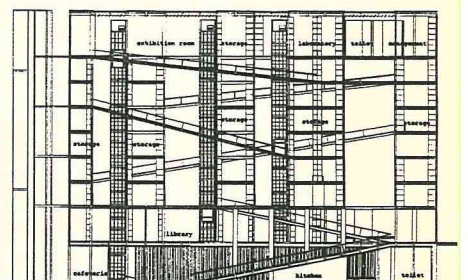 exhibition room storage laboratory toilet management
storage storage storage
storage storage
library
cafeteria kitchen toilet